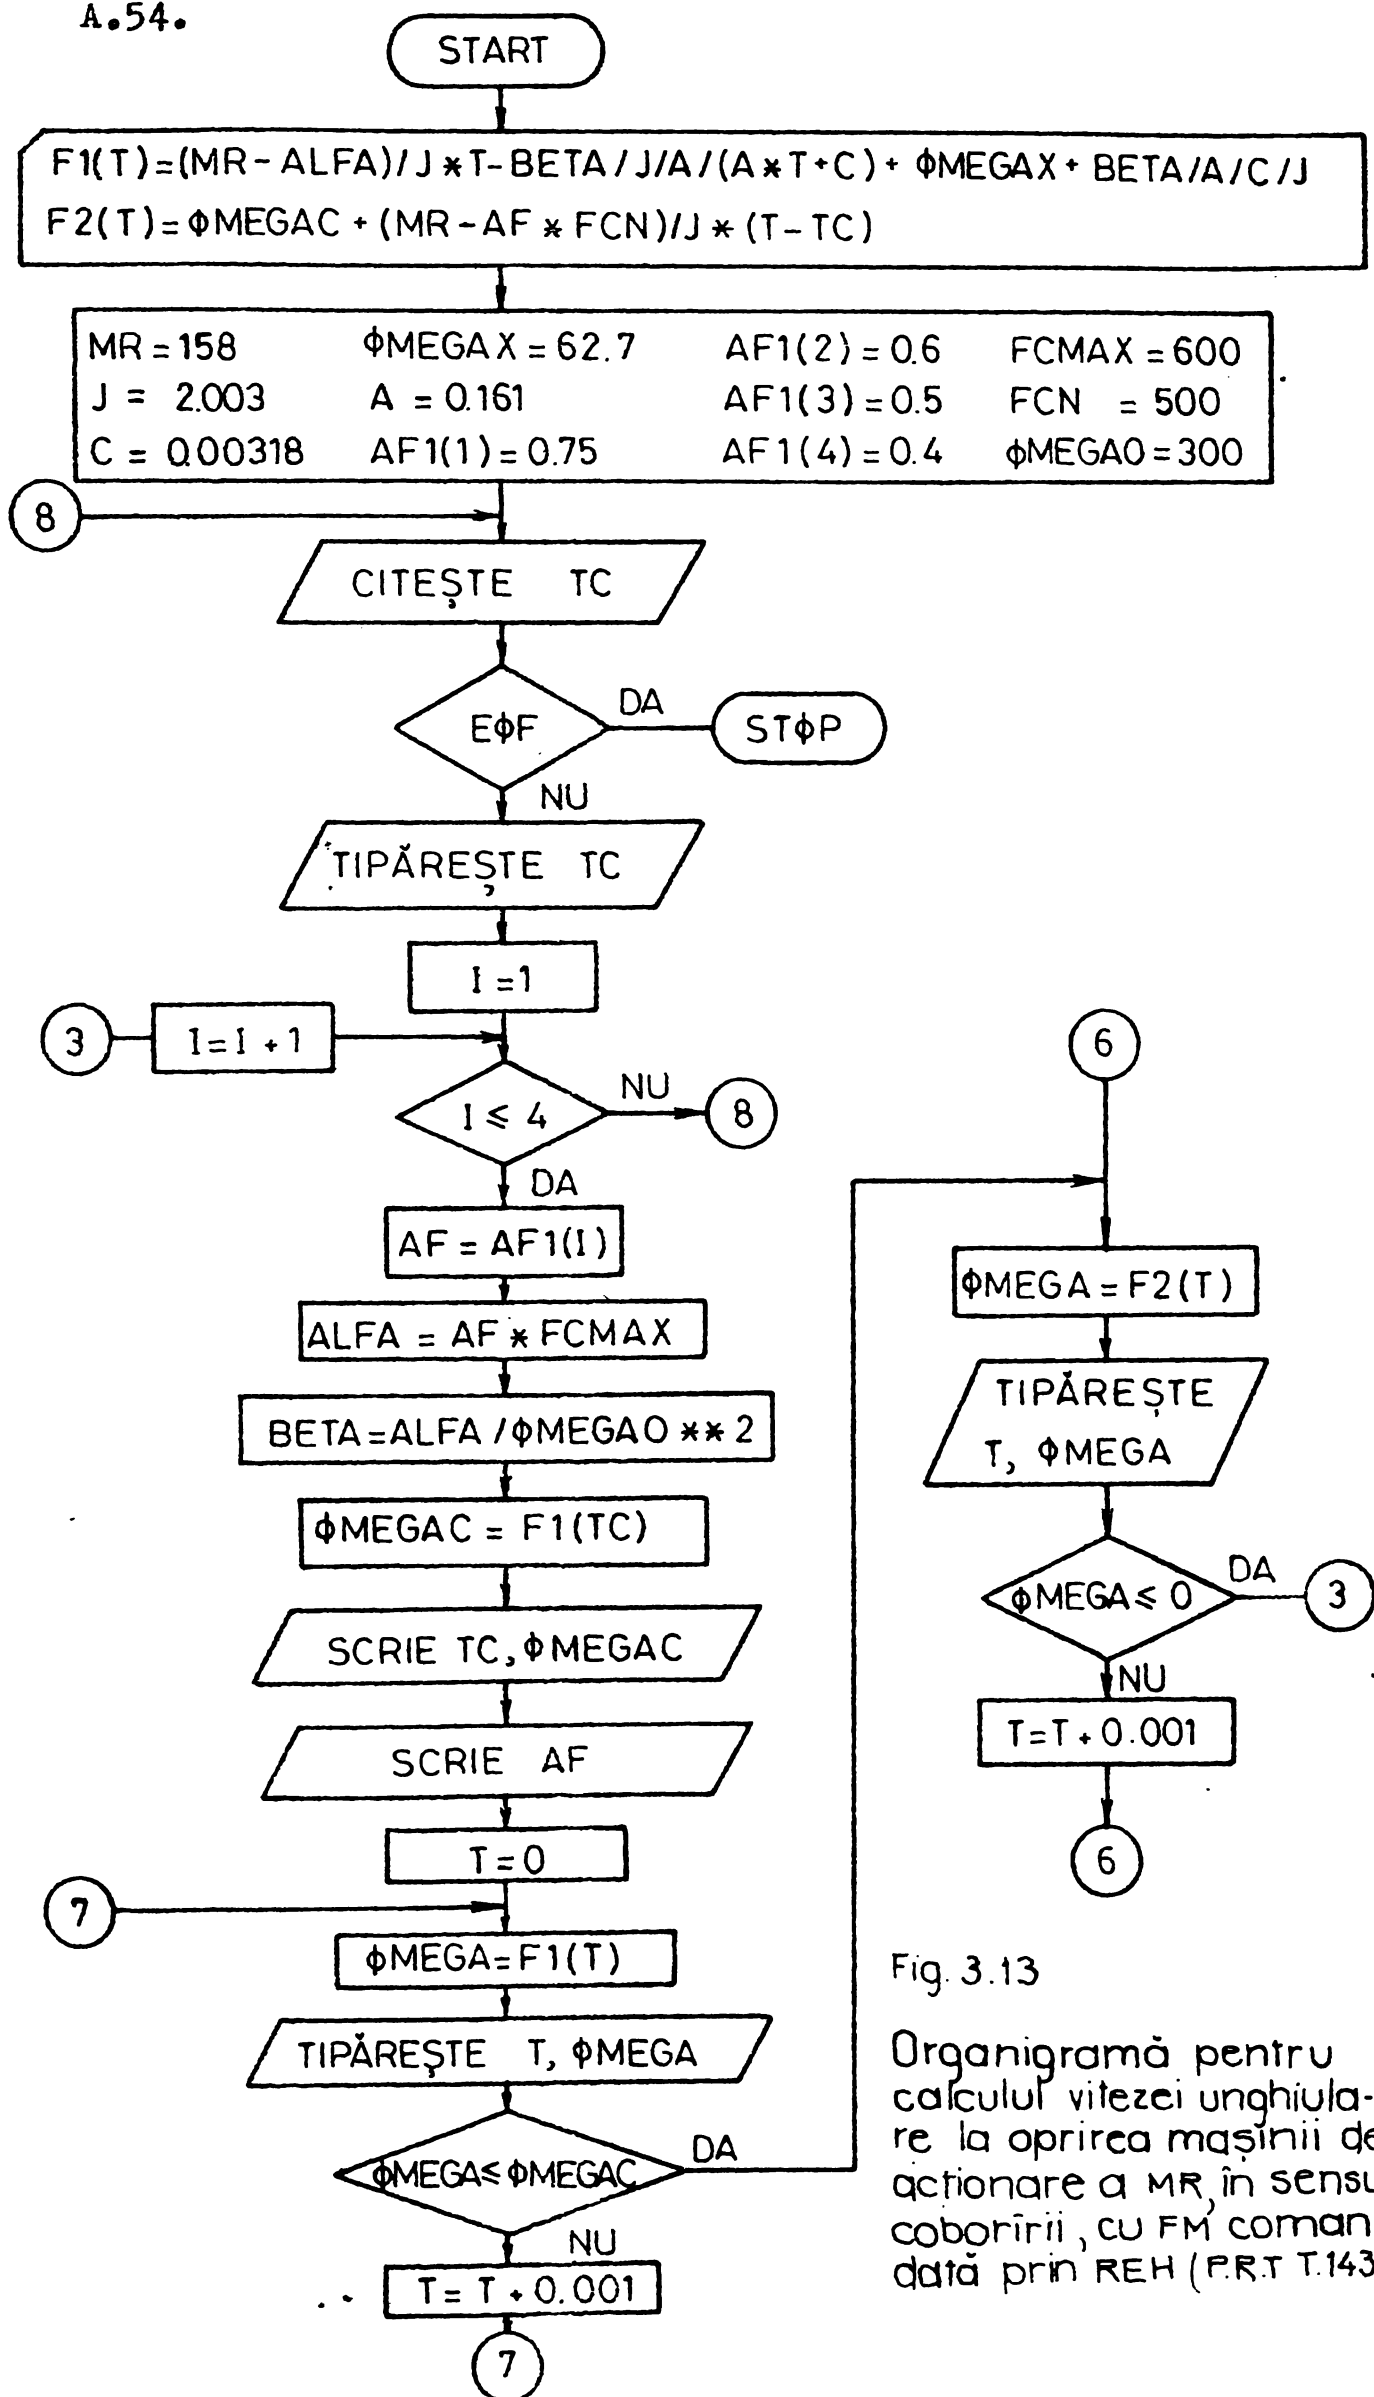 A.54.
START
F1(T)=(MR-ALFA)/J*T-BETA/J/A/(A*T+C)+ΦMEGAX+BETA/A/C/J
F2(T)=ΦMEGAC+(MR-AF*FCN)/J*(T-TC)
MR=158 ΦMEGAX=62.7 AF1(2)=0.6 FCMAX=600
J = 2.003 A = 0.161 AF1(3)=0.5 FCN = 500
C = 0.00318 AF1(1)=0.75 AF1(4)=0.4 ΦMEGA0=300
8
CITEȘTE TC
EΦF
DA
STΦP
NU
TIPĂREȘTE TC
I=1
3
I=I+1
I ≤ 4
NU
8
DA
AF = AF1(I)
ALFA = AF * FCMAX
BETA=ALFA/ΦMEGA0**2
ΦMEGAC = F1(TC)
SCRIE TC,ΦMEGAC
SCRIE AF
T=0
7
ΦMEGA=F1(T)
TIPĂREȘTE T, ΦMEGA
ΦMEGA≤ΦMEGAC
DA
NU
T= T+0.001
7
6
ΦMEGA=F2(T)
TIPĂREȘTE
T, ΦMEGA
ΦMEGA≤0
DA
3
NU
T=T+0.001
6
Fig. 3.13
Organigramă pentru
calculul vitezei unghiula-
re la oprirea mașinii de
acționare a MR, în sensu
coborîrii, cu FM coman
dată prin REH (P.R.T T.143